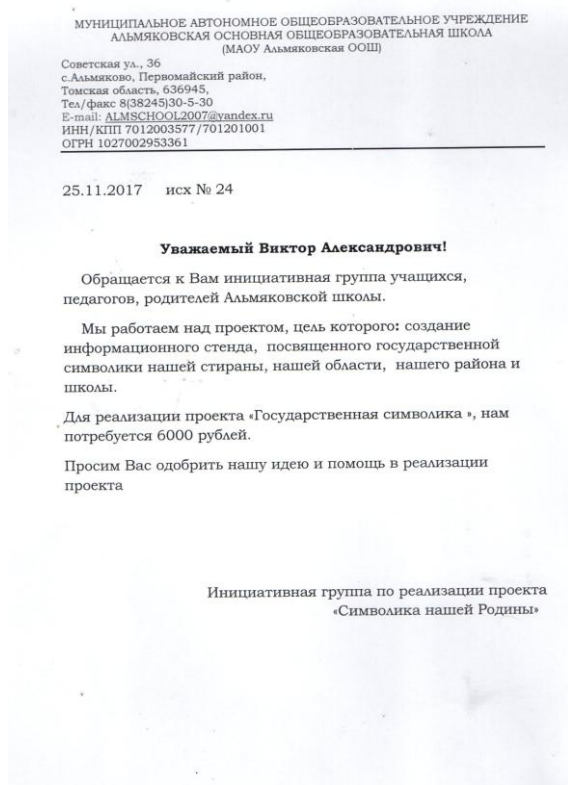 МУНИЦИПАЛЬНОЕ АВТОНОМНОЕ ОБЩЕОБРАЗОВАТЕЛЬНОЕ УЧРЕЖДЕНИЕ
АЛЬМЯКОВСКАЯ ОСНОВНАЯ ОБЩЕОБРАЗОВАТЕЛЬНАЯ ШКОЛА
(МАОУ Альмяковская ООШ)
Советская ул., 36
с.Альмяково, Первомайский район,
Томская область, 636945,
Тел/факс 8(38245)30-5-30
E-mail: ALMSCHOOL2007@yandex.ru
ИНН/КПП 7012003577/701201001
ОГРН 1027002953361
25.11.2017 исх № 24
Уважаемый Виктор Александрович!
Обращается к Вам инициативная группа учащихся,
педагогов, родителей Альмяковской школы.
Мы работаем над проектом, цель которого: создание
информационного стенда, посвященного государственной
символики нашей стираны, нашей области, нашего района и
школы.
Для реализации проекта «Государственная символика », нам
потребуется 6000 рублей.
Просим Вас одобрить нашу идею и помощь в реализации
проекта
Инициативная группа по реализации проекта
«Символика нашей Родины»